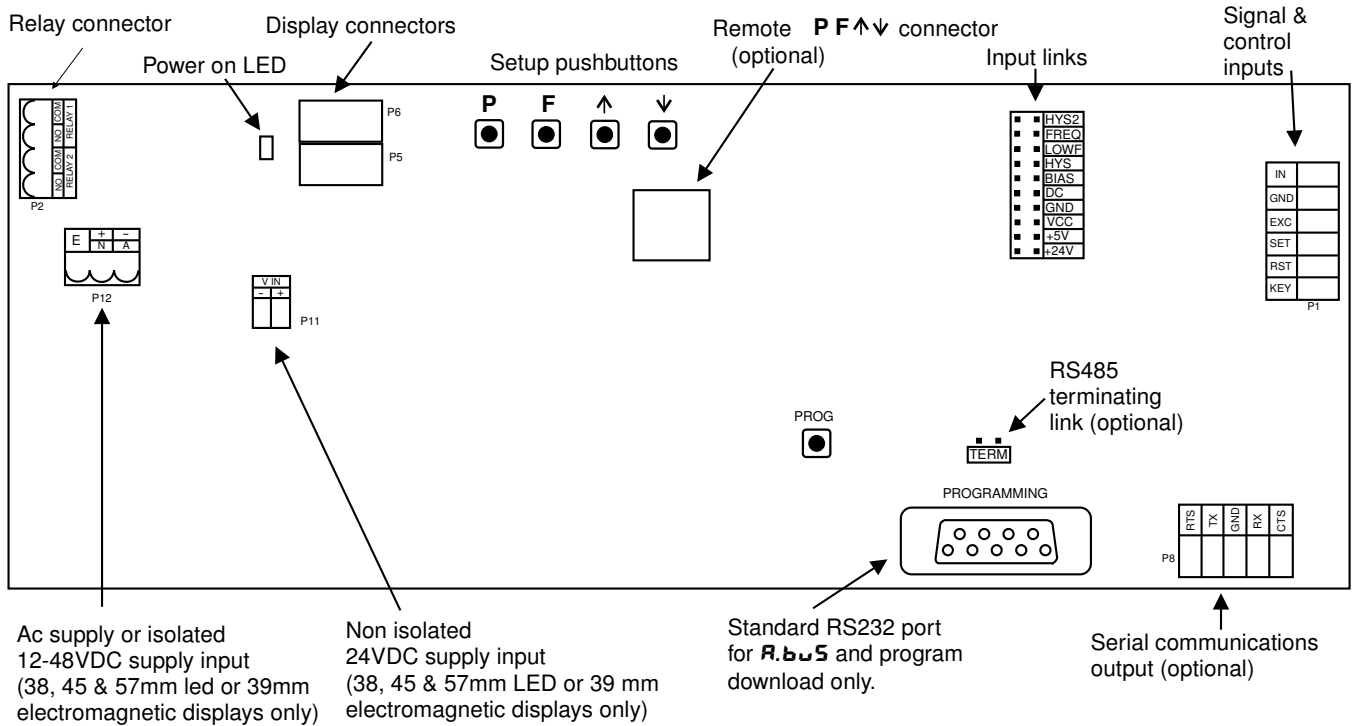 Relay connector
Display connectors
Power on LED
Setup pushbuttons
Remote P F ↑ ↓ connector
(optional)
Input links
Signal &
control
inputs
NO COM
RELAY 1
NO COM
RELAY 2
P2
P6
P5
P
F
↑
↓
HYS2
FREQ
LOWF
HYS
BIAS
DC
GND
VCC
+5V
+24V
IN
GND
EXC
SET
RST
KEY
P1
E
+ −
N A
P12
V IN
− +
P11
RS485
terminating
link (optional)
PROG
TERM
PROGRAMMING
RTS
TX
GND
RX
CTS
P8
Ac supply or isolated
12-48VDC supply input
(38, 45 & 57mm led or 39mm
electromagnetic displays only)
Non isolated
24VDC supply input
(38, 45 & 57mm LED or 39 mm
electromagnetic displays only)
Standard RS232 port
for A.buS and program
download only.
Serial communications
output (optional)